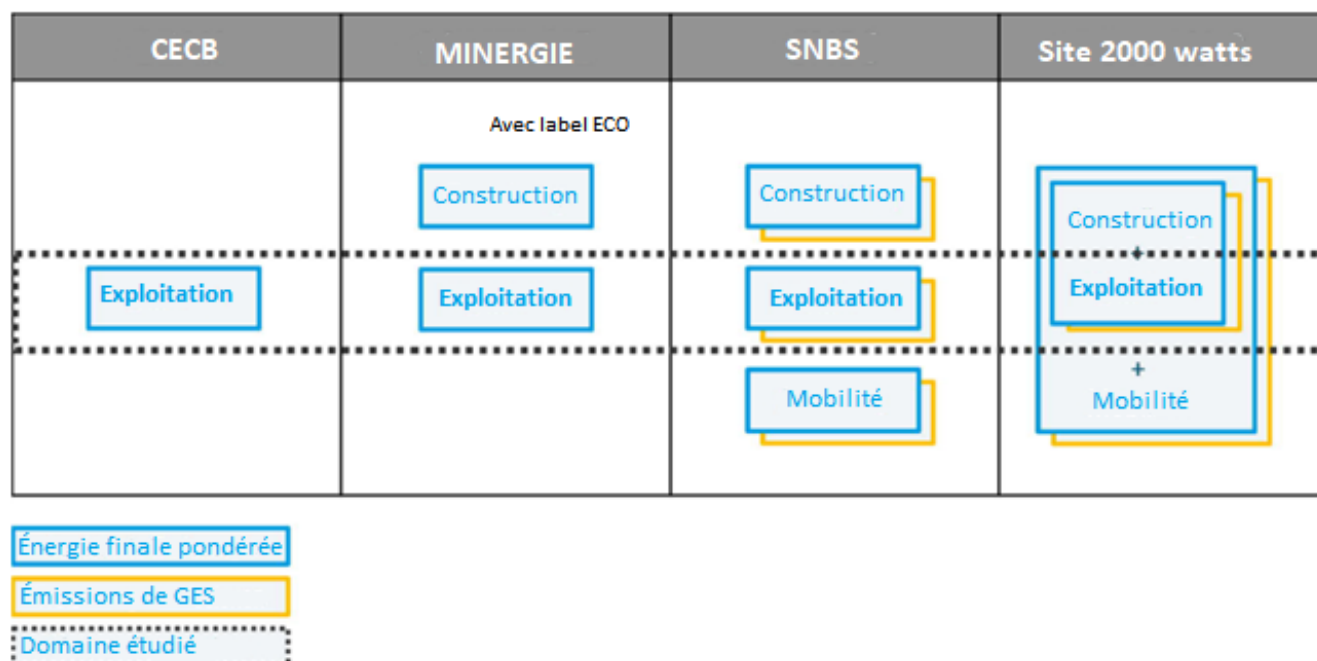 CECB
MINERGIE
SNBS
Site 2000 watts
Avec label ECO
Construction
Construction
Construction
+
Exploitation
Exploitation
Exploitation
Exploitation
+
Mobilité
Mobilité
Énergie finale pondérée
Émissions de GES
Domaine étudié